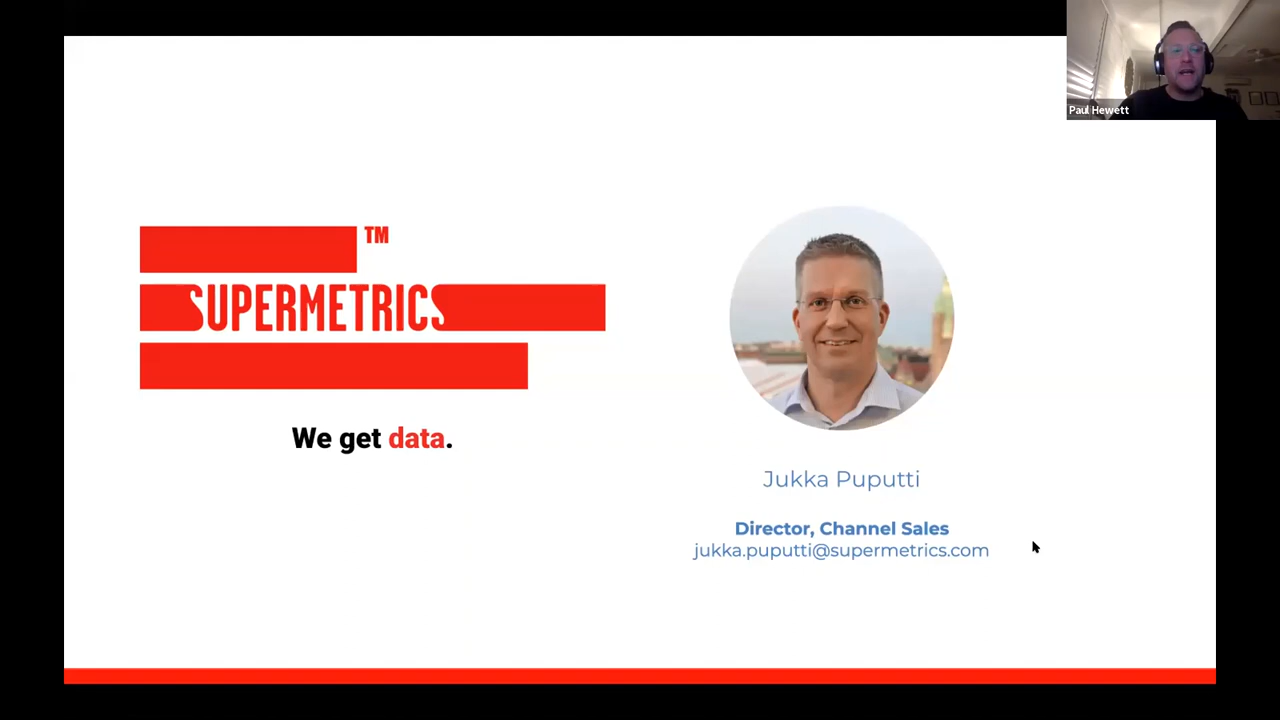 Paul Hewett
TM
SUPERMETRICS
We get data.
Jukka Puputti
Director, Channel Sales
jukka.puputti@supermetrics.com